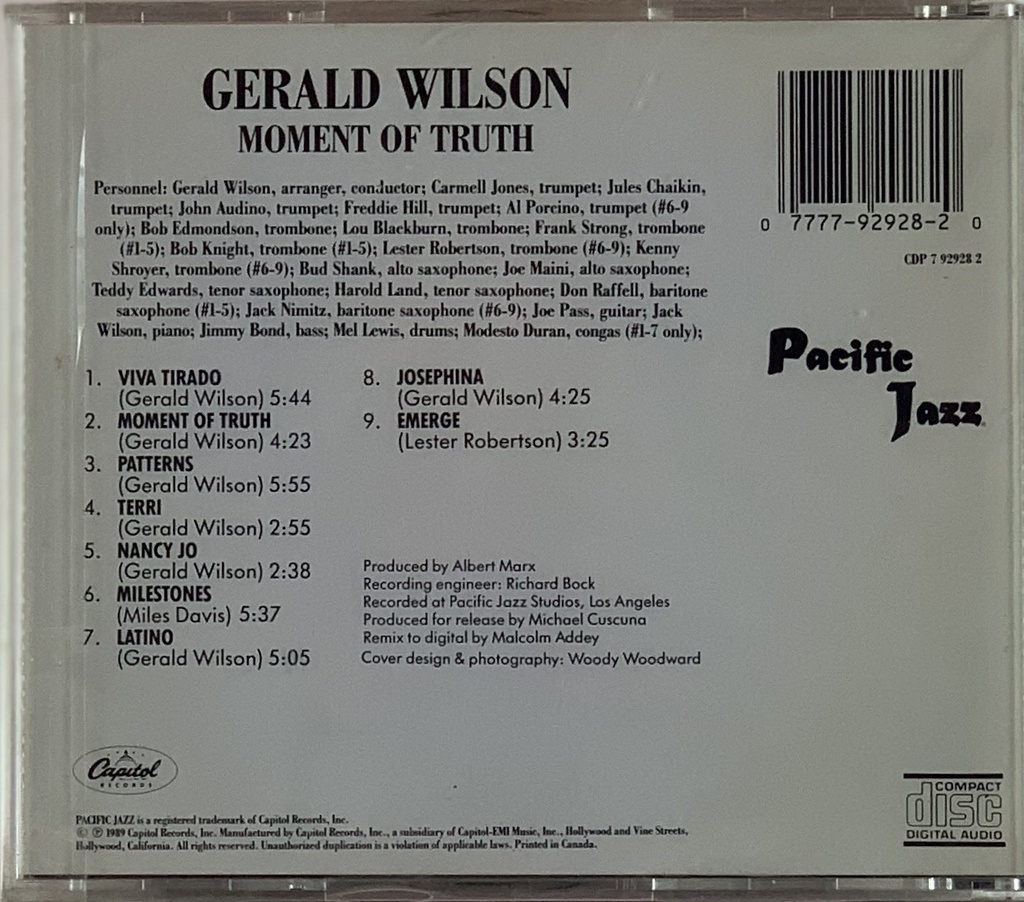 GERALD WILSON
MOMENT OF TRUTH
Personnel: Gerald Wilson, arranger, conductor; Carmell Jones, trumpet; Jules Chaikin,
trumpet; John Audino, trumpet; Freddie Hill, trumpet; Al Porcino, trumpet (#6-9
only); Bob Edmondson, trombone; Lou Blackburn, trombone; Frank Strong, trombone
(#1-5); Bob Knight, trombone (#1-5); Lester Robertson, trombone (#6-9); Kenny
Shroyer, trombone (#6-9); Bud Shank, alto saxophone; Joe Maini, alto saxophone;
Teddy Edwards, tenor saxophone; Harold Land, tenor saxophone; Don Raffell, baritone
saxophone (#1-5); Jack Nimitz, baritone saxophone (#6-9); Joe Pass, guitar; Jack
Wilson, piano; Jimmy Bond, bass; Mel Lewis, drums; Modesto Duran, congas (#1-7 only);
1. VIVA TIRADO
(Gerald Wilson) 5:44
2. MOMENT OF TRUTH
(Gerald Wilson) 4:23
3. PATTERNS
(Gerald Wilson) 5:55
4. TERRI
(Gerald Wilson) 2:55
5. NANCY JO
(Gerald Wilson) 2:38
6. MILESTONES
(Miles Davis) 5:37
7. LATINO
(Gerald Wilson) 5:05
8. JOSEPHINA
(Gerald Wilson) 4:25
9. EMERGE
(Lester Robertson) 3:25
Produced by Albert Marx
Recording engineer: Richard Bock
Recorded at Pacific Jazz Studios, Los Angeles
Produced for release by Michael Cuscuna
Remix to digital by Malcolm Addey
Cover design & photography: Woody Woodward
0 7777-92928-2 0
CDP 7 92928 2
Pacific
Jazz
Capitol
RECORDS
PACIFIC JAZZ is a registered trademark of Capitol Records, Inc.
© ℗ 1989 Capitol Records, Inc. Manufactured by Capitol Records, Inc., a subsidiary of Capitol-EMI Music, Inc., Hollywood and Vine Streets,
Hollywood, California. All rights reserved. Unauthorized duplication is a violation of applicable laws. Printed in Canada.
COMPACT
disc
DIGITAL AUDIO